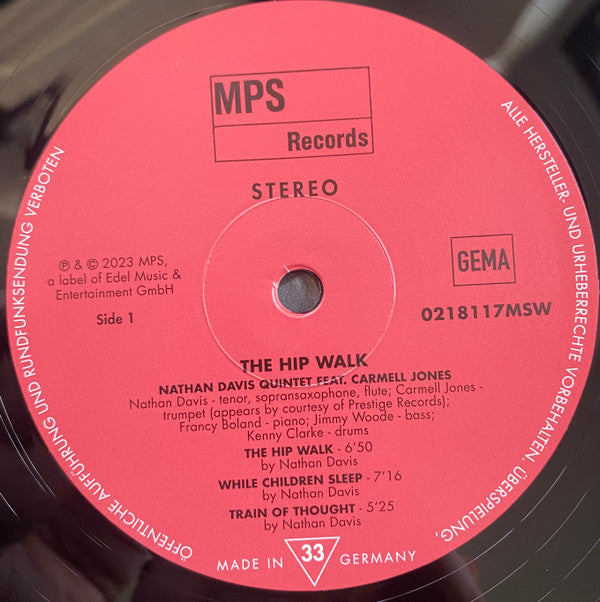 MPS
Records
STEREO
℗ & © 2023 MPS,
a label of Edel Music &
Entertainment GmbH
Side 1
GEMA
0218117MSW
THE HIP WALK
NATHAN DAVIS QUINTET FEAT. CARMELL JONES
Nathan Davis - tenor, sopransaxophone, flute; Carmell Jones -
trumpet (appears by courtesy of Prestige Records);
Francy Boland - piano; Jimmy Woode - bass;
Kenny Clarke - drums
THE HIP WALK - 6'50
by Nathan Davis
WHILE CHILDREN SLEEP - 7'16
by Nathan Davis
TRAIN OF THOUGHT - 5'25
by Nathan Davis
MADE IN 33 GERMANY
ALLE HERSTELLER- UND URHEBERRECHTE VORBEHALTEN. ÜBERSPIELUNG,
ÖFFENTLICHE AUFFÜHRUNG UND RUNDFUNKSENDUNG VERBOTEN